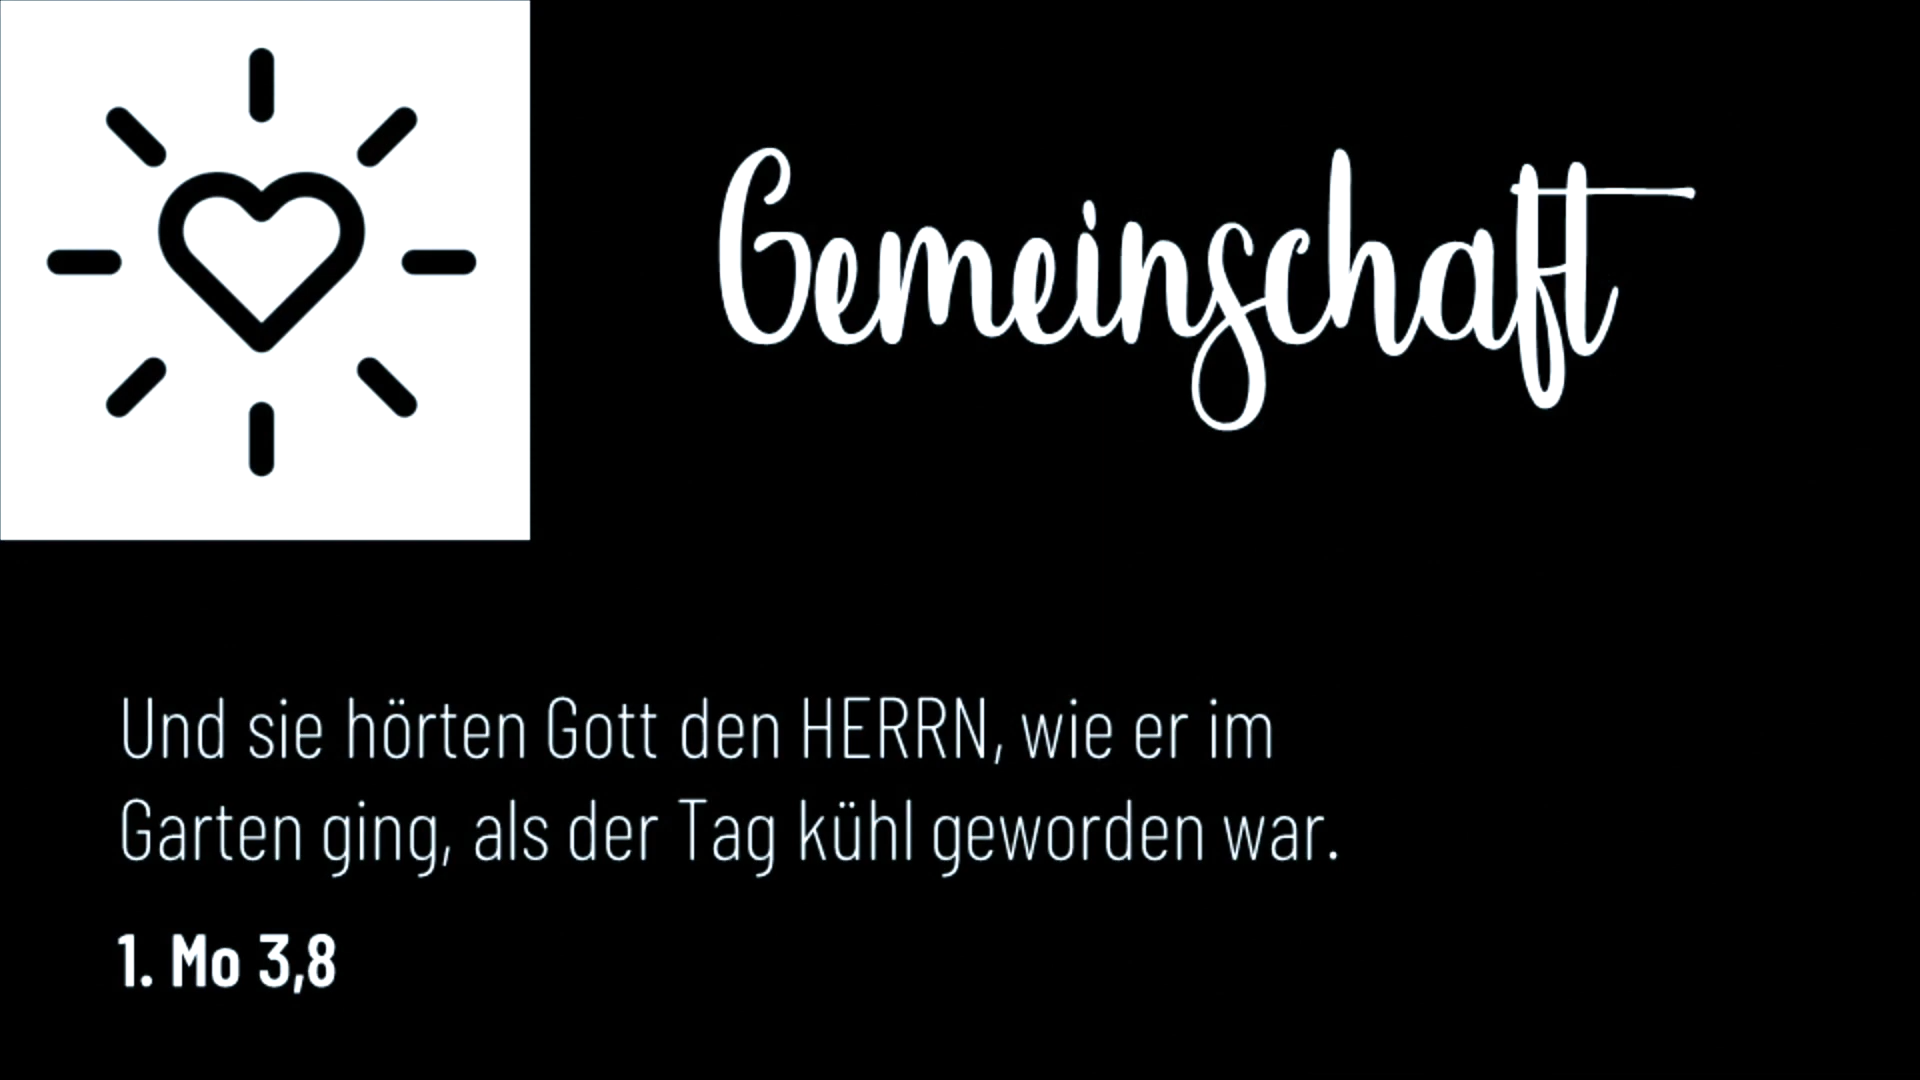 Gemeinschaft
Und sie hörten Gott den HERRN, wie er im
Garten ging, als der Tag kühl geworden war.
1. Mo 3,8